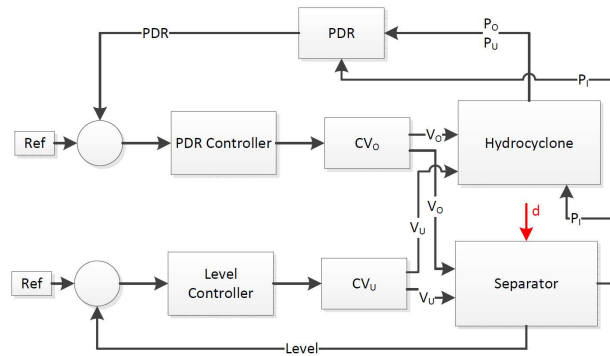 PDR
PDR
P_O
P_U
P_I
Ref
PDR Controller
CV_O
V_O
Hydrocyclone
V_O
V_U
d
P_I
Ref
Level
Controller
CV_U
V_U
Separator
Level